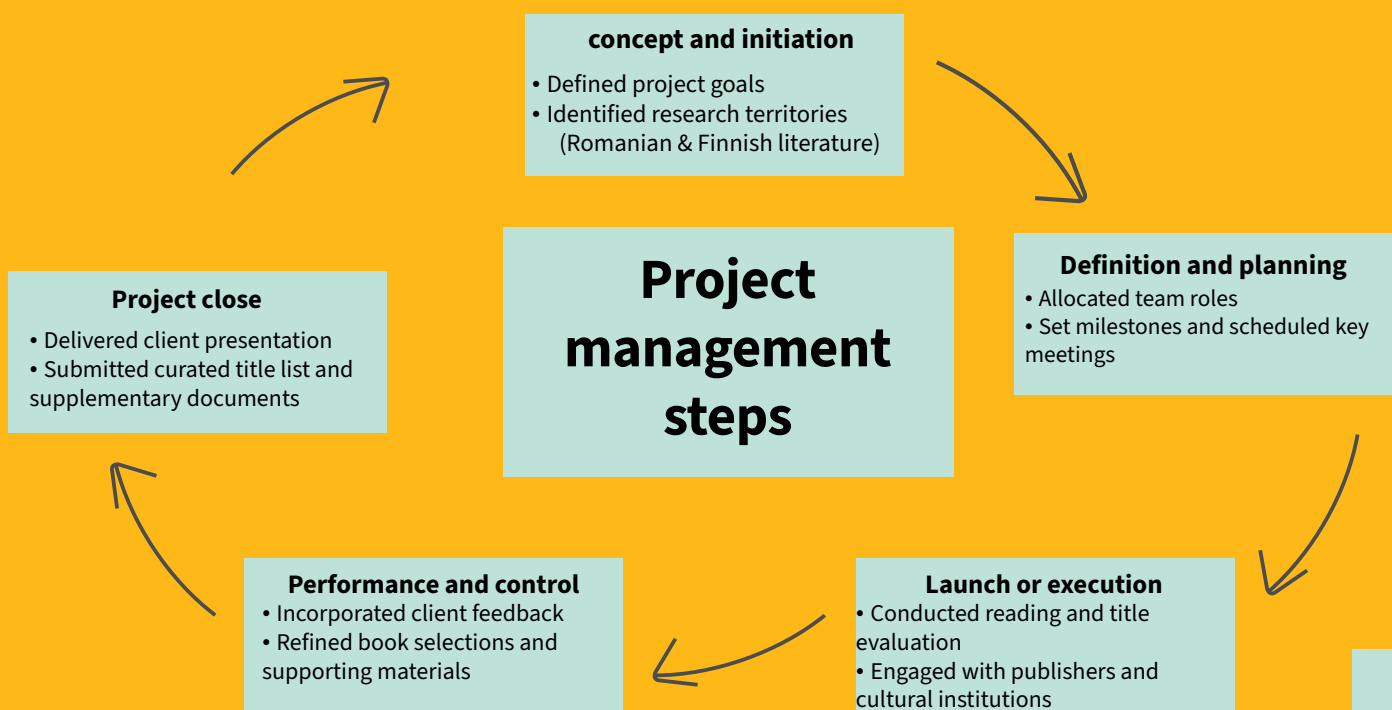 concept and initiation
• Defined project goals
• Identified research territories
(Romanian & Finnish literature)
Project
management
steps
Definition and planning
• Allocated team roles
• Set milestones and scheduled key
meetings
Project close
• Delivered client presentation
• Submitted curated title list and
supplementary documents
Performance and control
• Incorporated client feedback
• Refined book selections and
supporting materials
Launch or execution
• Conducted reading and title
evaluation
• Engaged with publishers and
cultural institutions